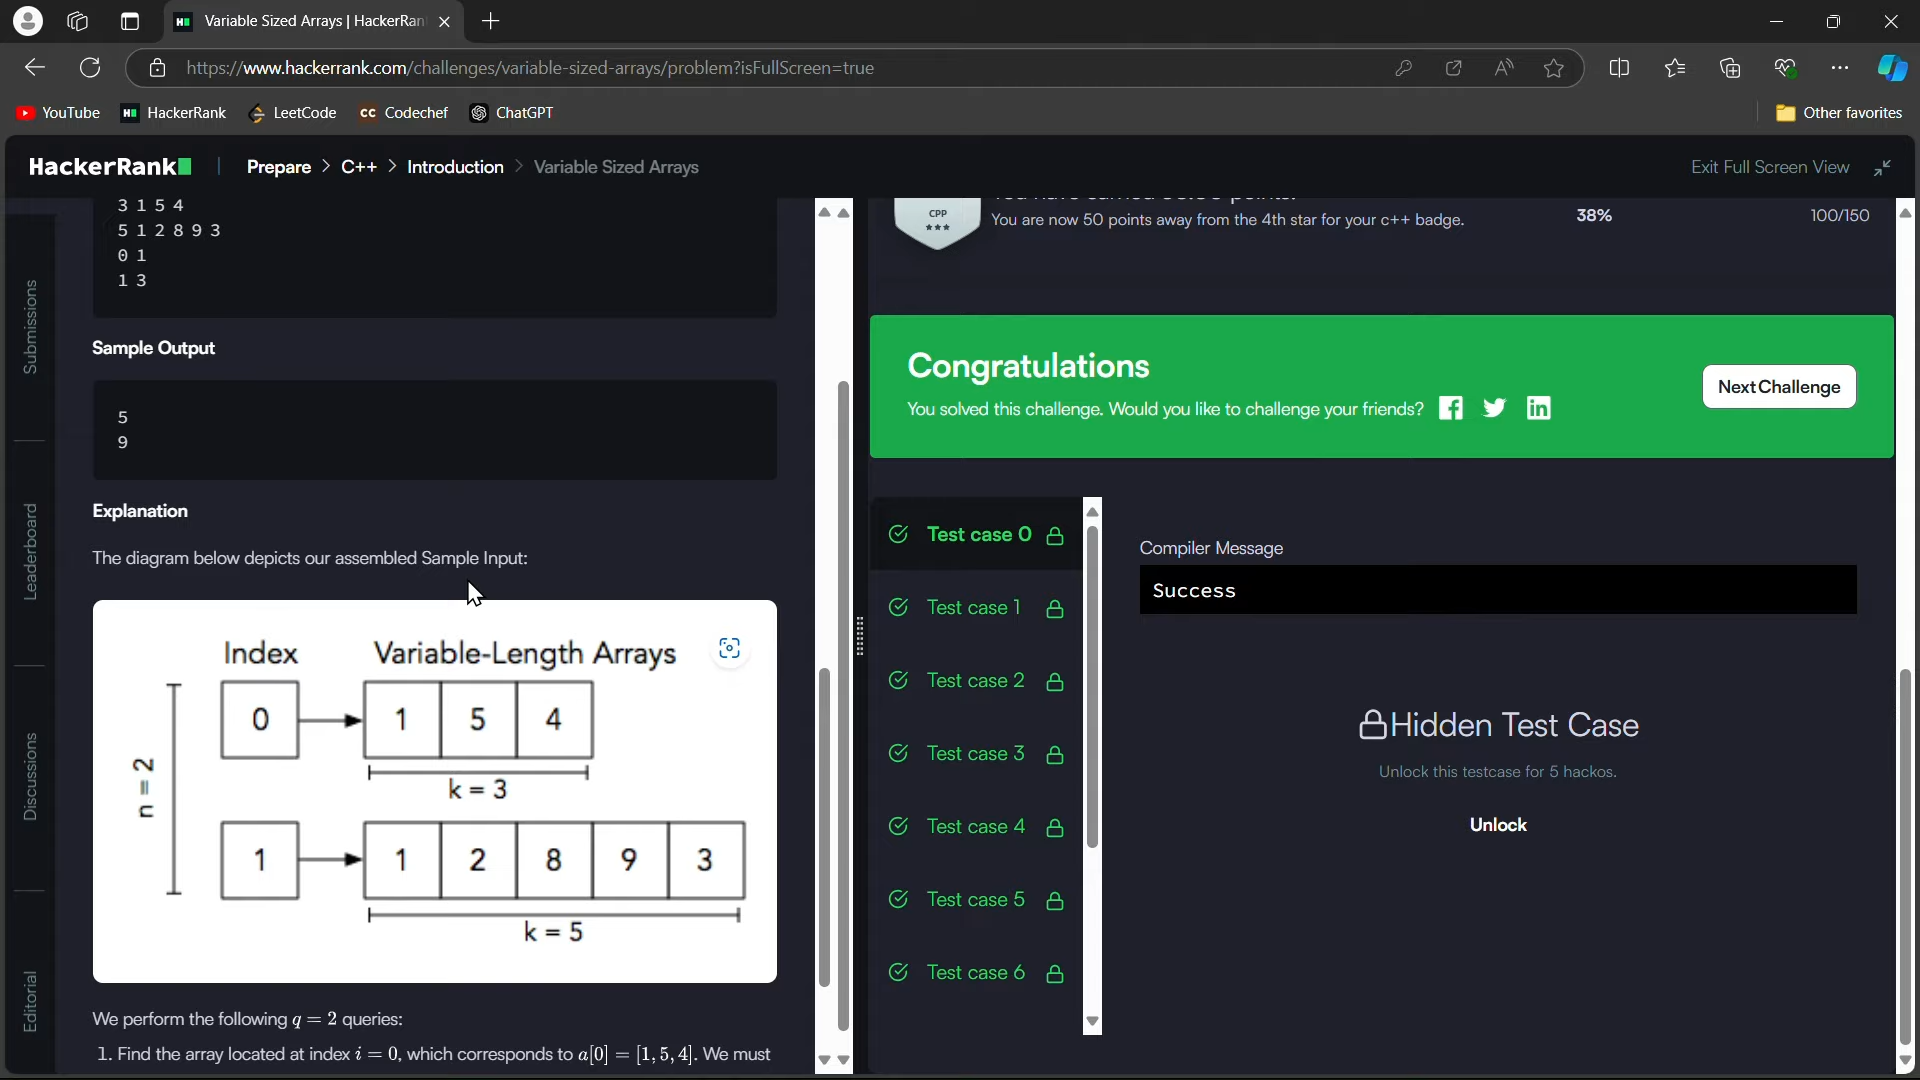 Variable Sized Arrays | HackerRan
https://www.hackerrank.com/challenges/variable-sized-arrays/problem?isFullScreen=true
YouTube HackerRank LeetCode CC Codechef ChatGPT Other favorites
HackerRank Prepare > C++ > Introduction > Variable Sized Arrays Exit Full Screen View
Submissions
Leaderboard
Discussions
Editorial
3 1 5 4
5 1 2 8 9 3
0 1
1 3
Sample Output
5
9
Explanation
The diagram below depicts our assembled Sample Input:
Index Variable-Length Arrays
n = 2
0 1 5 4
k = 3
1 1 2 8 9 3
k = 5
We perform the following q = 2 queries:
1. Find the array located at index i = 0, which corresponds to a[0] = [1, 5, 4]. We must
CPP
You are now 50 points away from the 4th star for your c++ badge.
38% 100/150
Congratulations
You solved this challenge. Would you like to challenge your friends?
Next Challenge
Test case 0
Test case 1
Test case 2
Test case 3
Test case 4
Test case 5
Test case 6
Compiler Message
Success
Hidden Test Case
Unlock this testcase for 5 hackos.
Unlock